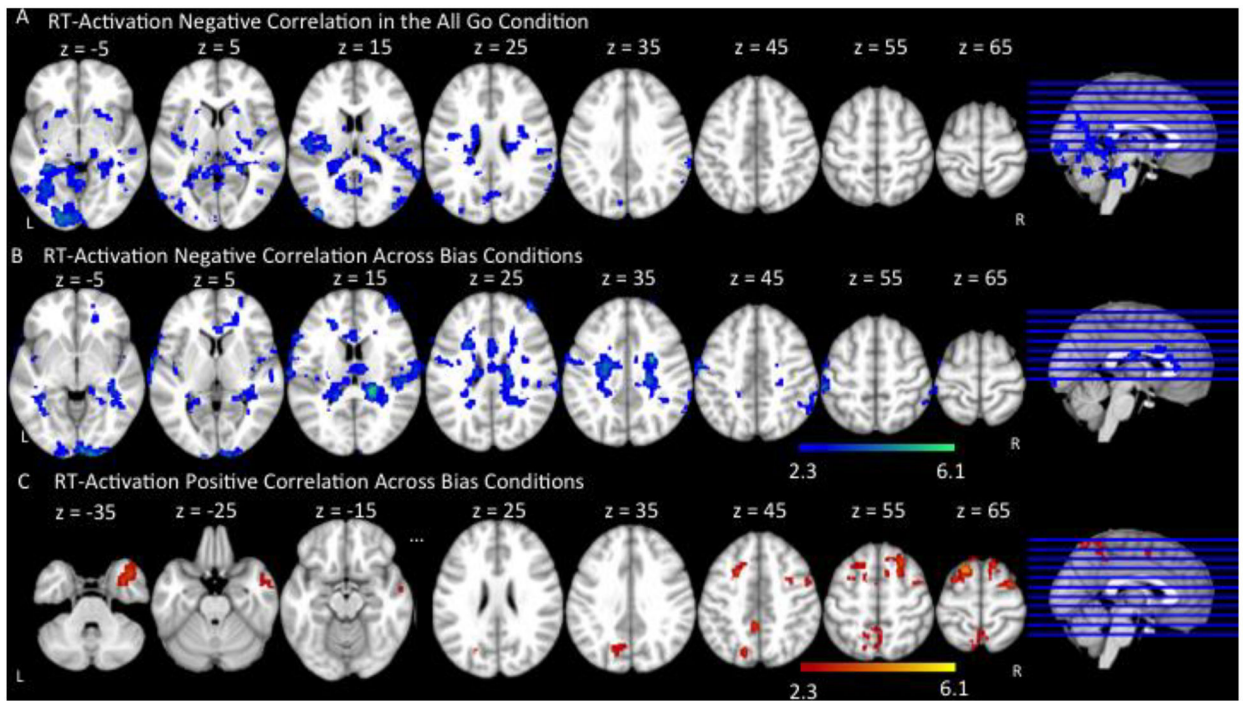 A RT-Activation Negative Correlation in the All Go Condition
z = -5 z = 5 z = 15 z = 25 z = 35 z = 45 z = 55 z = 65
L R
B RT-Activation Negative Correlation Across Bias Conditions
z = -5 z = 5 z = 15 z = 25 z = 35 z = 45 z = 55 z = 65
L R
2.3 6.1
C RT-Activation Positive Correlation Across Bias Conditions
z = -35 z = -25 z = -15 ... z = 25 z = 35 z = 45 z = 55 z = 65
L R
2.3 6.1